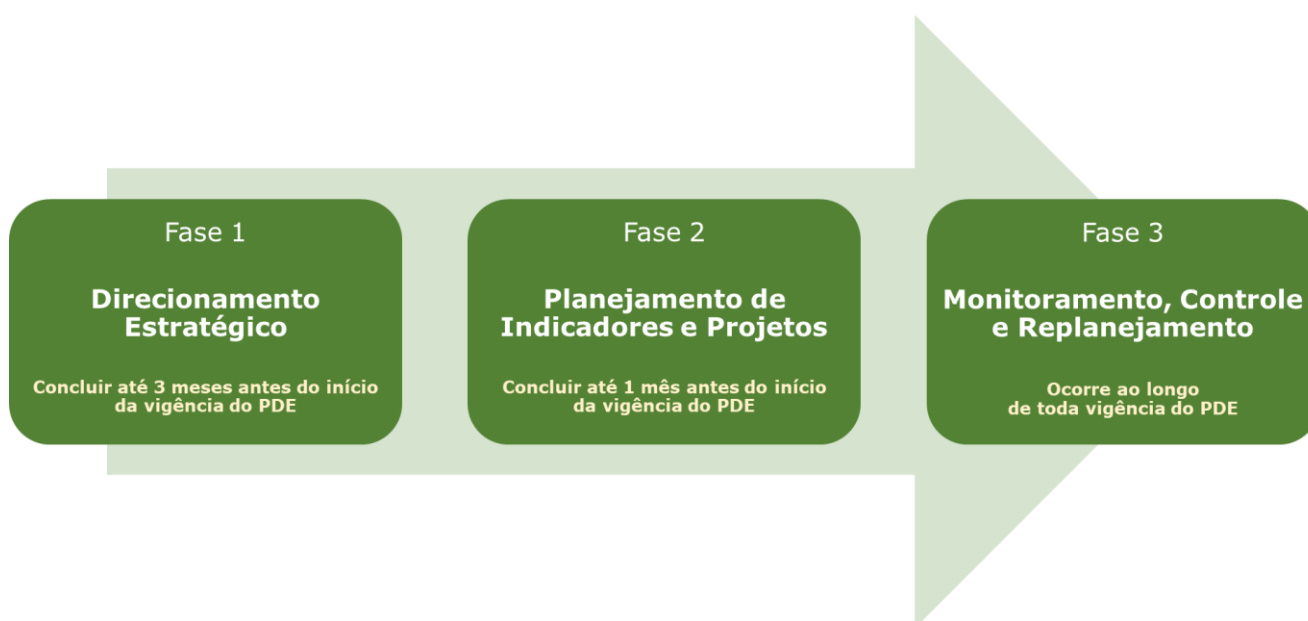 Fase 1
Direcionamento
Estratégico
Concluir até 3 meses antes do início
da vigência do PDE
Fase 2
Planejamento de
Indicadores e Projetos
Concluir até 1 mês antes do início
da vigência do PDE
Fase 3
Monitoramento, Controle
e Replanejamento
Ocorre ao longo
de toda vigência do PDE